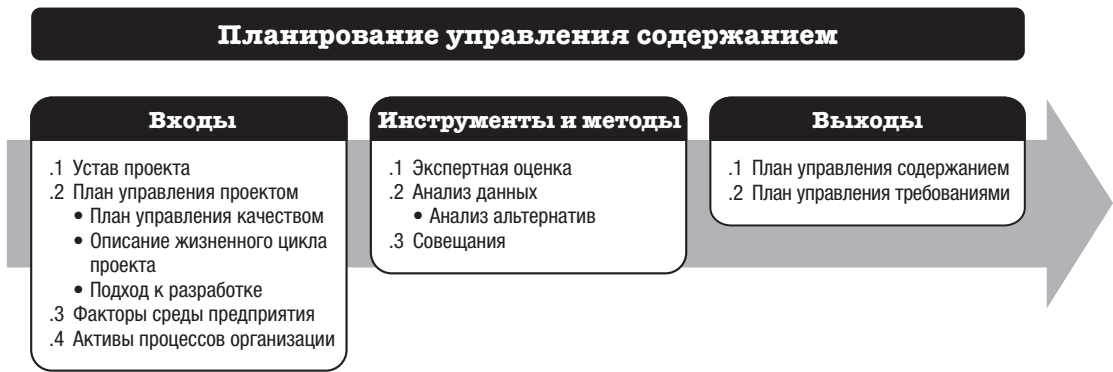 Планирование управления содержанием
Входы
.1 Устав проекта
.2 План управления проектом
• План управления качеством
• Описание жизненного цикла
проекта
• Подход к разработке
.3 Факторы среды предприятия
.4 Активы процессов организации
Инструменты и методы
.1 Экспертная оценка
.2 Анализ данных
• Анализ альтернатив
.3 Совещания
Выходы
.1 План управления содержанием
.2 План управления требованиями